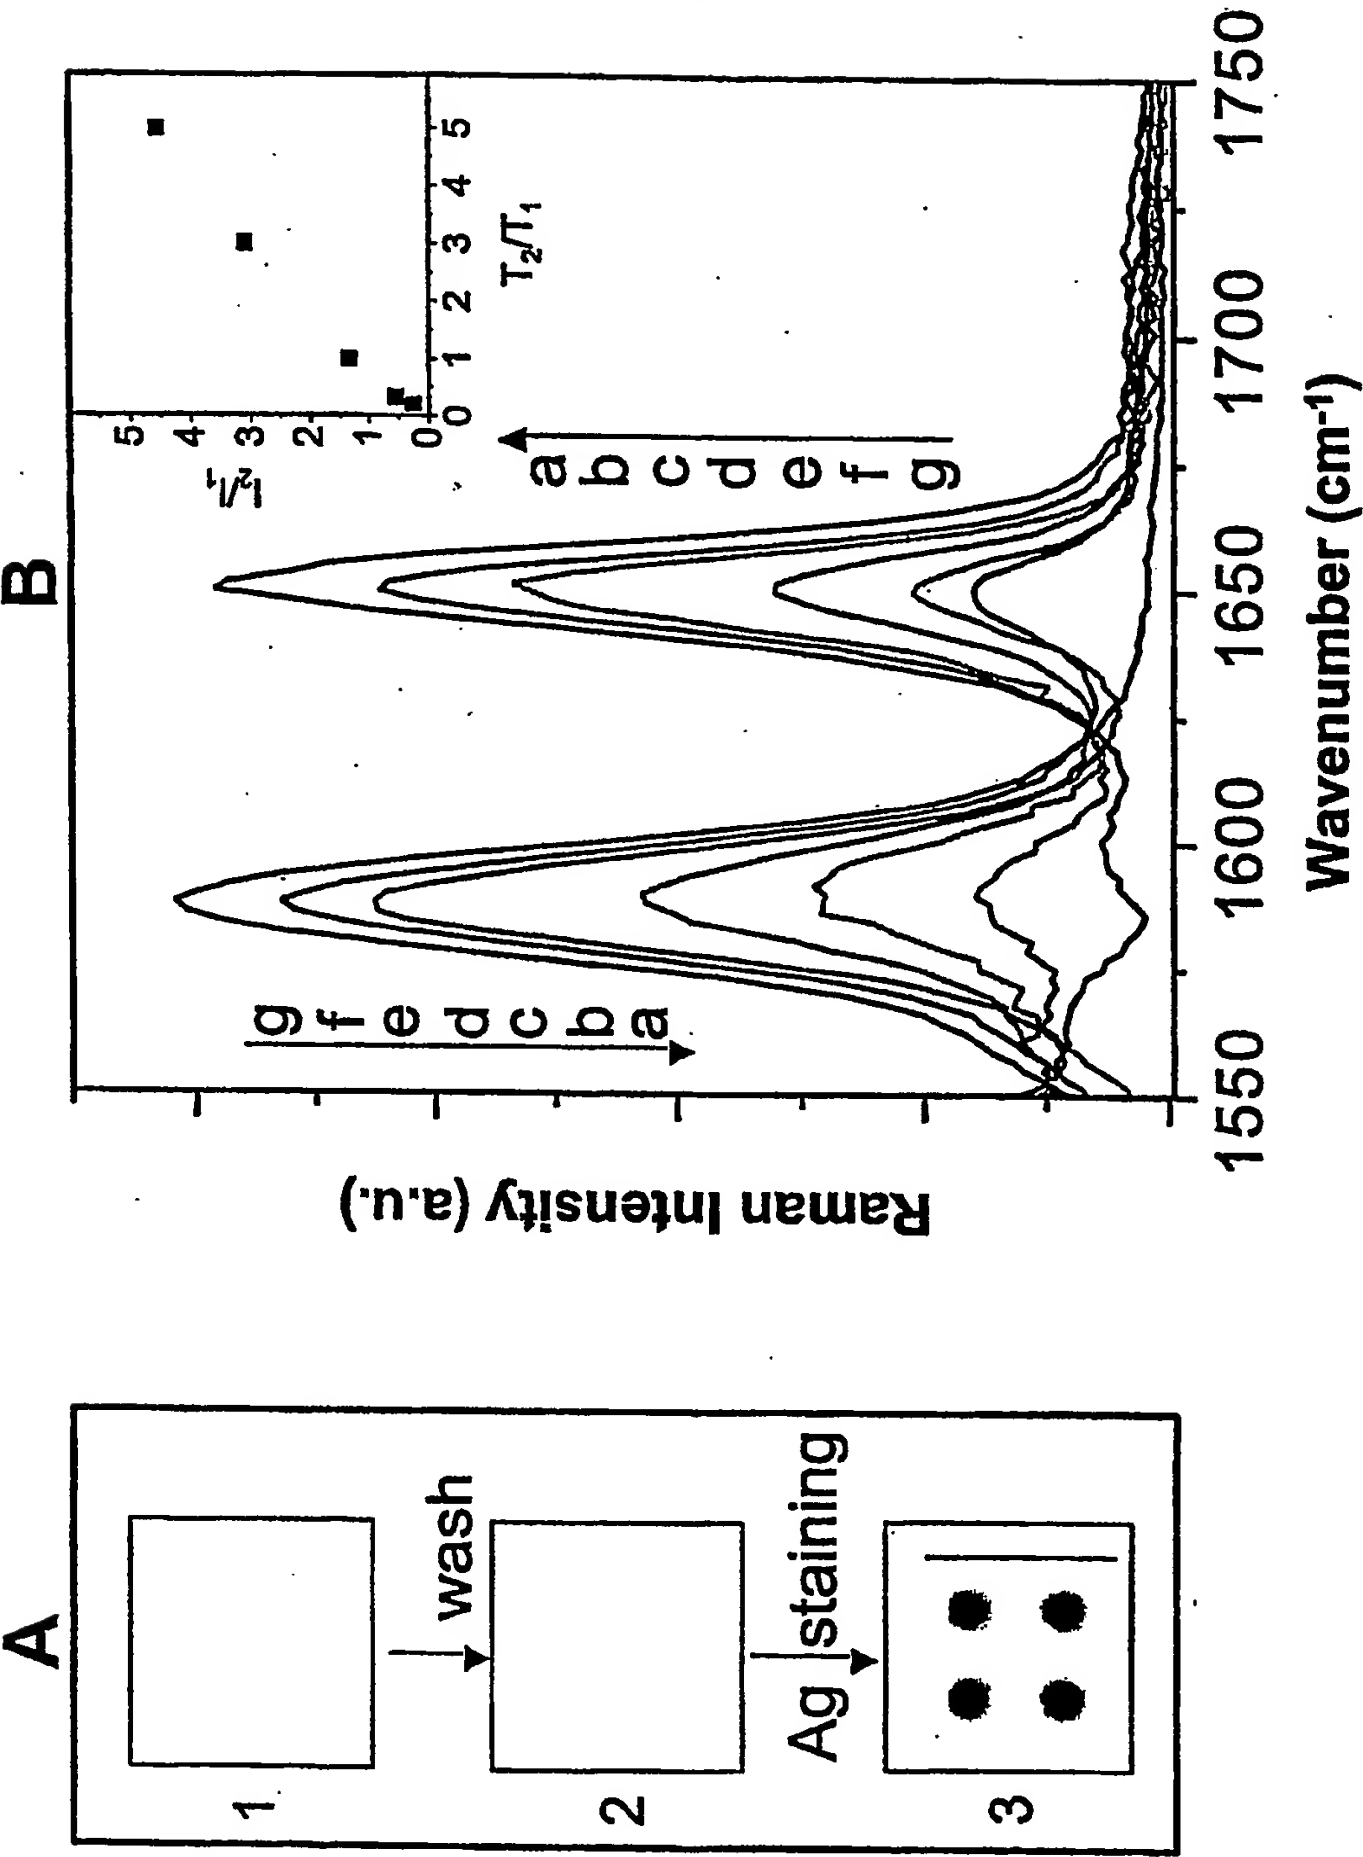 A
1
wash
2
Ag staining
3
B
Raman Intensity (a.u.)
g
f
e
d
c
b
a
a
b
c
d
e
f
g
I₂/I₁
5
4
3
2
1
0
0 1 2 3 4 5
T₂/T₁
1550 1600 1650 1700 1750
Wavenumber (cm⁻¹)